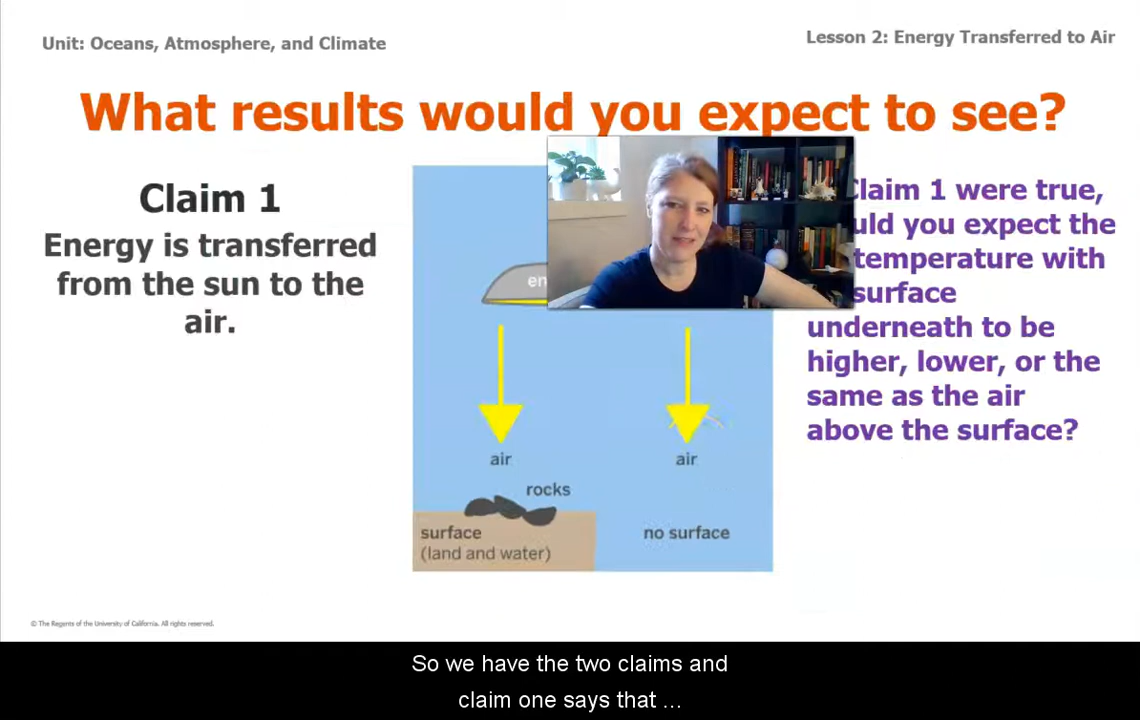 Unit: Oceans, Atmosphere, and Climate
Lesson 2: Energy Transferred to Air
What results would you expect to see?
Claim 1
Energy is transferred
from the sun to the
air.
air
air
rocks
surface
(land and water)
no surface
Claim 1 were true,
you expect the
temperature with
surface
underneath to be
higher, lower, or the
same as the air
above the surface?
© The Regents of the University of California. All rights reserved.
So we have the two claims and
claim one says that ...